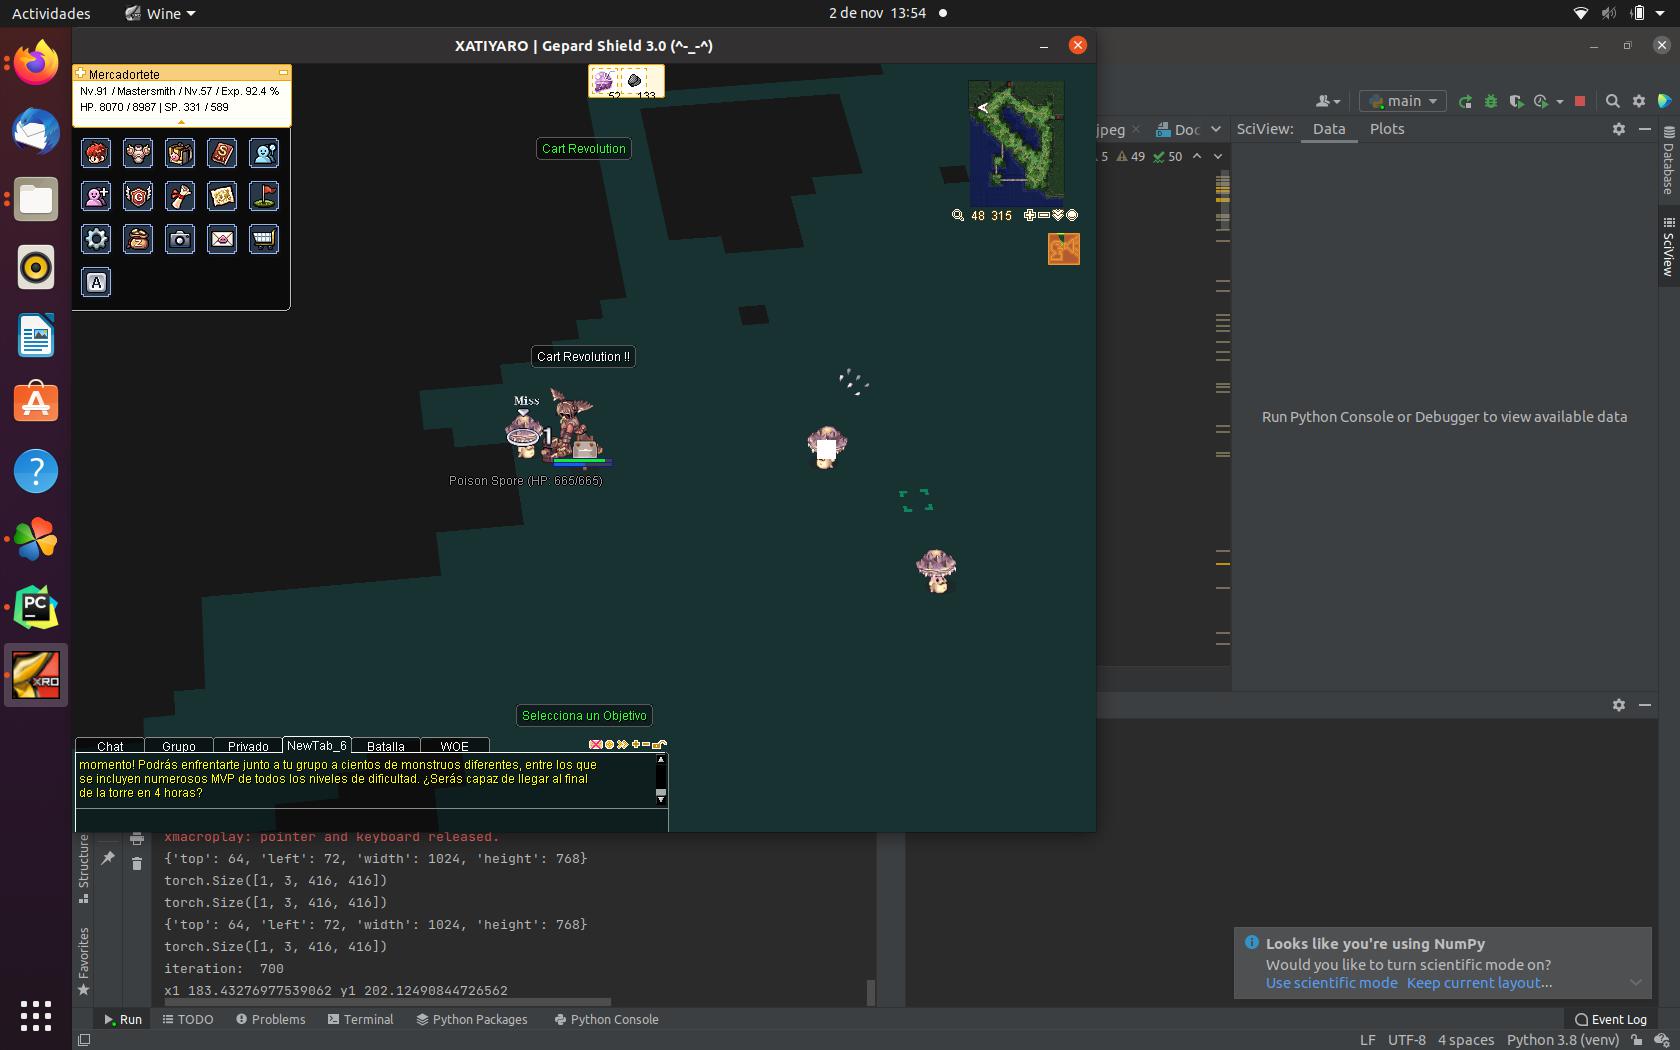 Actividades
Wine
2 de nov 13:54
XATIYARO | Gepard Shield 3.0 (^-_-^)
Mercadortete
Nv.91 / Mastersmith / Nv.57 / Exp. 92.4 %
HP. 8070 / 8987 | SP. 331 / 589
52 133
Cart Revolution
48 315
Cart Revolution !!
Miss
1
Poison Spore (HP: 665/665)
Selecciona un Objetivo
Chat Grupo Privado NewTab_6 Batalla WOE
momento! Podrás enfrentarte junto a tu grupo a cientos de monstruos diferentes, entre los que
se incluyen numerosos MVP de todos los niveles de dificultad. ¿Serás capaz de llegar al final
de la torre en 4 horas?
main
jpeg
Doc
SciView: Data Plots
5 49 50
Database
SciView
Run Python Console or Debugger to view available data
PC
XRO
Structure
Favorites
xmacroplay: pointer and keyboard released.
{'top': 64, 'left': 72, 'width': 1024, 'height': 768}
torch.Size([1, 3, 416, 416])
torch.Size([1, 3, 416, 416])
{'top': 64, 'left': 72, 'width': 1024, 'height': 768}
torch.Size([1, 3, 416, 416])
iteration: 700
x1 183.43276977539062 y1 202.12490844726562
Looks like you're using NumPy
Would you like to turn scientific mode on?
Use scientific mode Keep current layout...
Run TODO Problems Terminal Python Packages Python Console
Event Log
LF UTF-8 4 spaces Python 3.8 (venv)